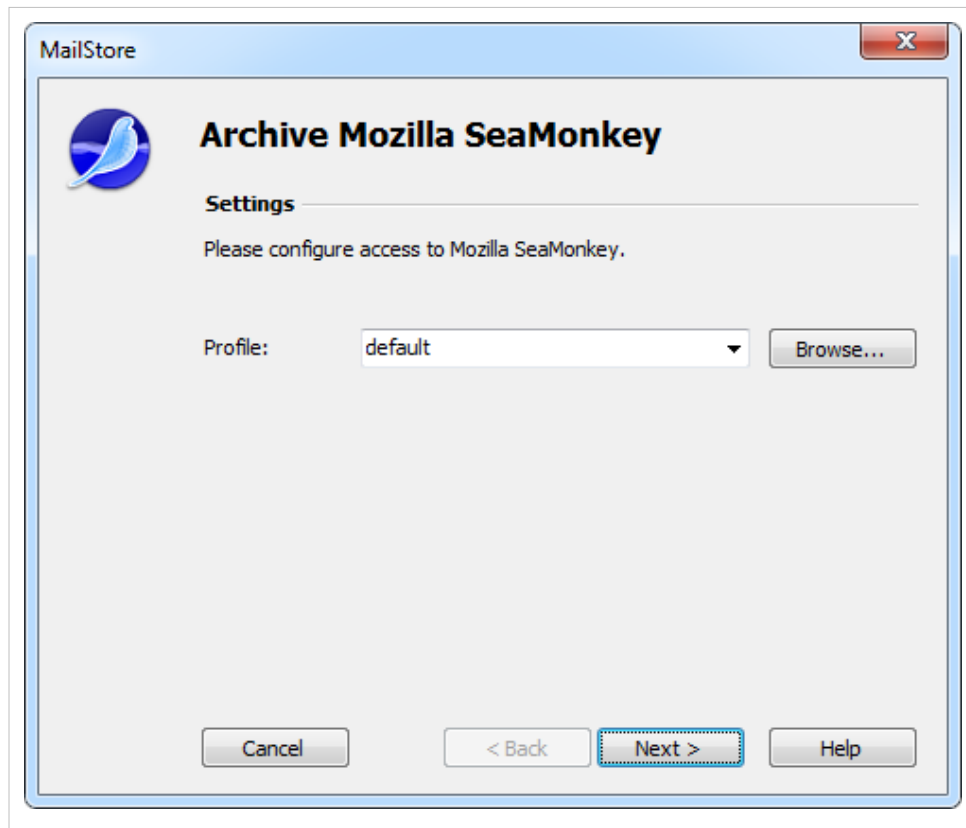 MailStore
Archive Mozilla SeaMonkey
Settings
Please configure access to Mozilla SeaMonkey.
Profile: default Browse...
Cancel < Back Next > Help